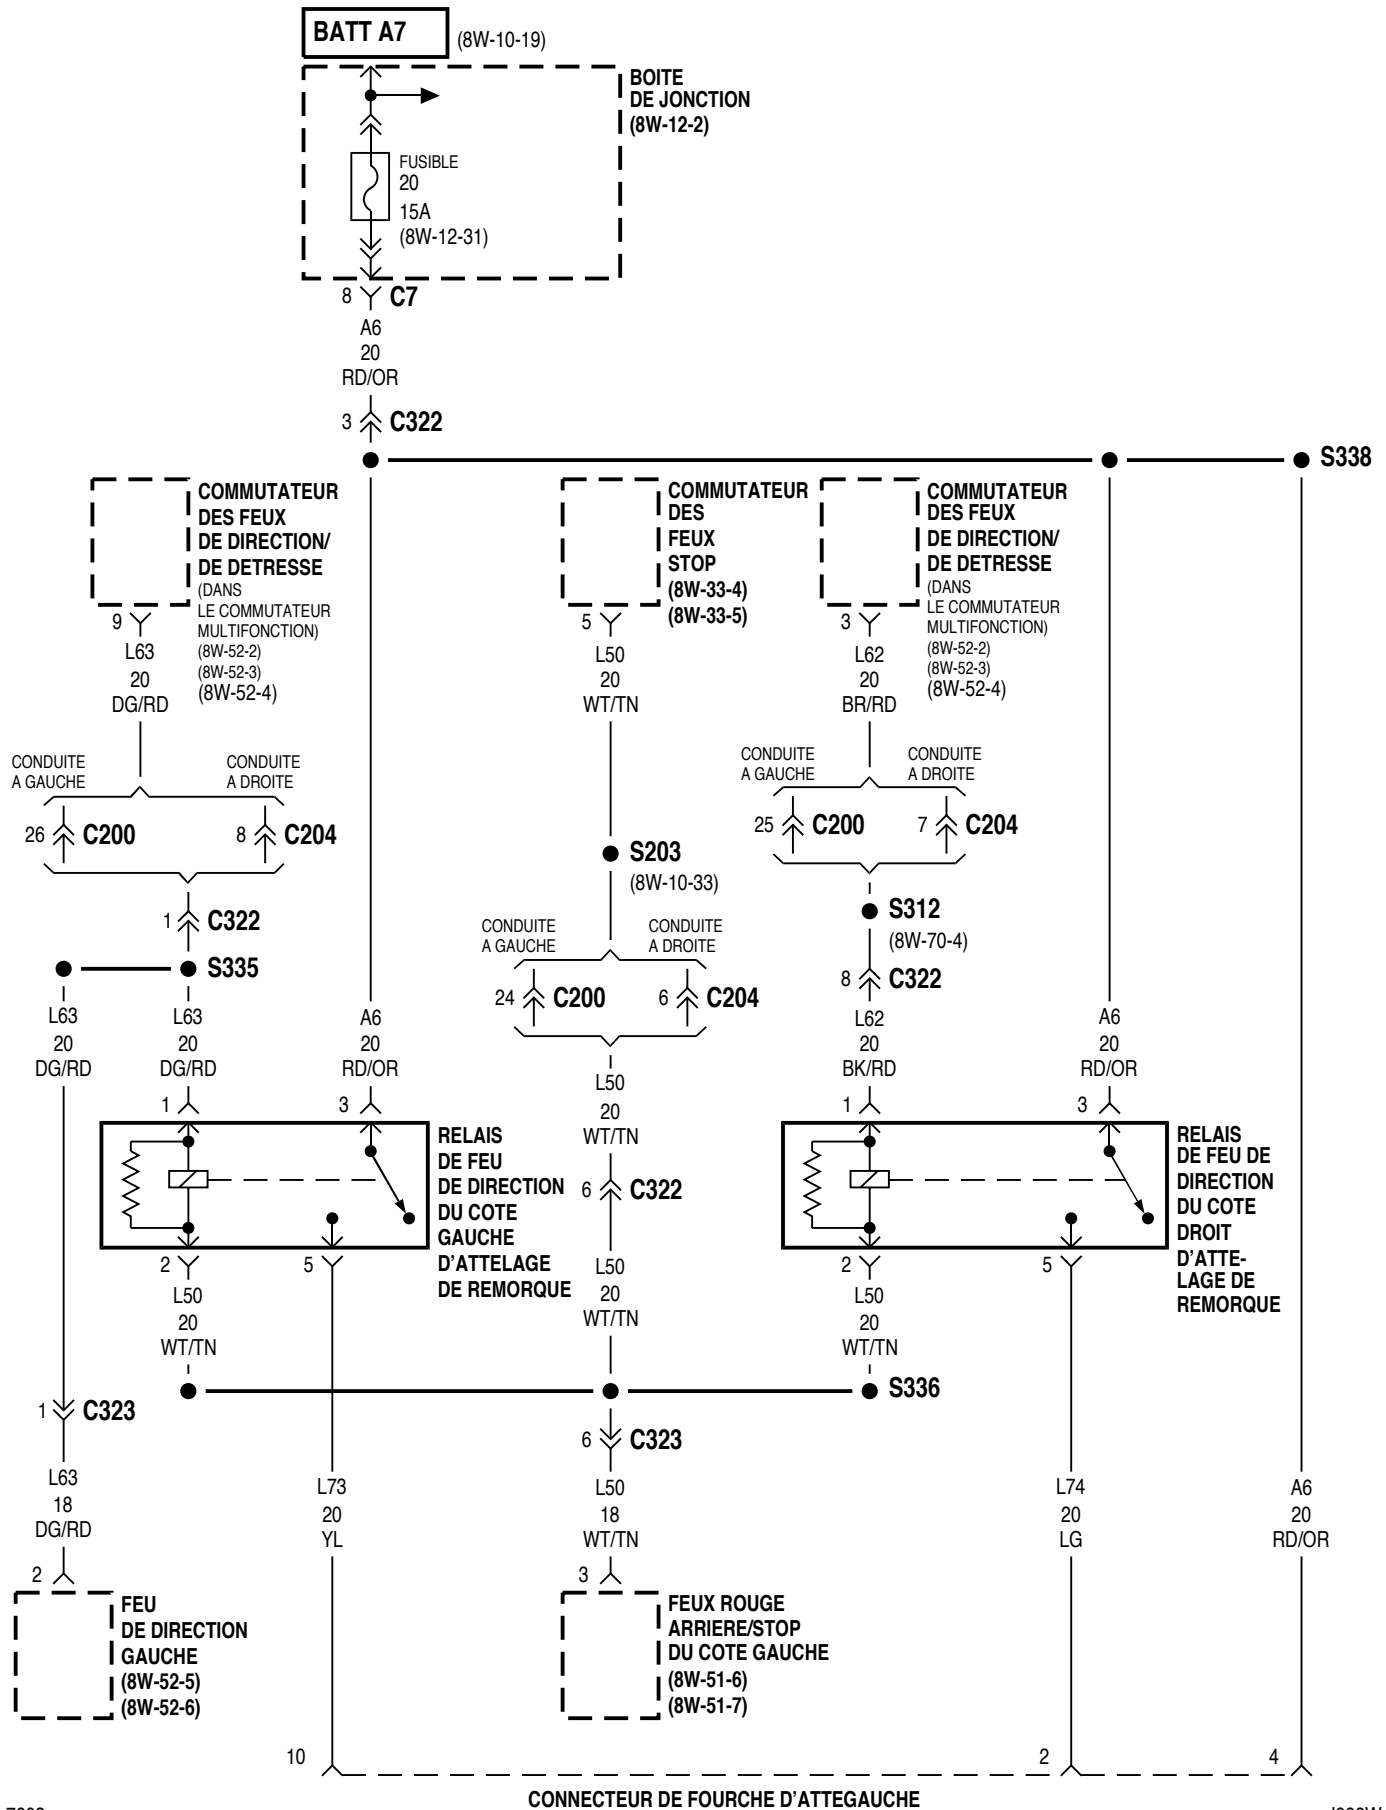 BATT A7
(8W-10-19)
BOITE
DE JONCTION
(8W-12-2)
FUSIBLE
20
15A
(8W-12-31)
8
C7
A6
20
RD/OR
3
C322
S338
COMMUTATEUR
DES FEUX
DE DIRECTION/
DE DETRESSE
(DANS
LE COMMUTATEUR
MULTIFONCTION)
(8W-52-2)
(8W-52-3)
(8W-52-4)
9
L63
20
DG/RD
COMMUTATEUR
DES
FEUX
STOP
(8W-33-4)
(8W-33-5)
5
L50
20
WT/TN
COMMUTATEUR
DES FEUX
DE DIRECTION/
DE DETRESSE
(DANS
LE COMMUTATEUR
MULTIFONCTION)
(8W-52-2)
(8W-52-3)
(8W-52-4)
3
L62
20
BR/RD
CONDUITE
A GAUCHE
CONDUITE
A DROITE
26
C200
8
C204
1
C322
S335
CONDUITE
A GAUCHE
CONDUITE
A DROITE
25
C200
7
C204
S203
(8W-10-33)
S312
(8W-70-4)
8
C322
CONDUITE
A GAUCHE
CONDUITE
A DROITE
24
C200
6
C204
L63
20
DG/RD
L63
20
DG/RD
A6
20
RD/OR
L62
20
BK/RD
A6
20
RD/OR
L50
20
WT/TN
1
3
RELAIS
DE FEU
DE DIRECTION
DU COTE
GAUCHE
D'ATTELAGE
DE REMORQUE
2
5
6
C322
1
3
RELAIS
DE FEU DE
DIRECTION
DU COTE
DROIT
D'ATTE-
LAGE DE
REMORQUE
2
5
L50
20
WT/TN
L50
20
WT/TN
L50
20
WT/TN
S336
1
C323
6
C323
L63
18
DG/RD
L73
20
YL
L50
18
WT/TN
L74
20
LG
A6
20
RD/OR
2
FEU
DE DIRECTION
GAUCHE
(8W-52-5)
(8W-52-6)
3
FEUX ROUGE
ARRIERE/STOP
DU COTE GAUCHE
(8W-51-6)
(8W-51-7)
10
2
4
CONNECTEUR DE FOURCHE D'ATTEGAUCHE